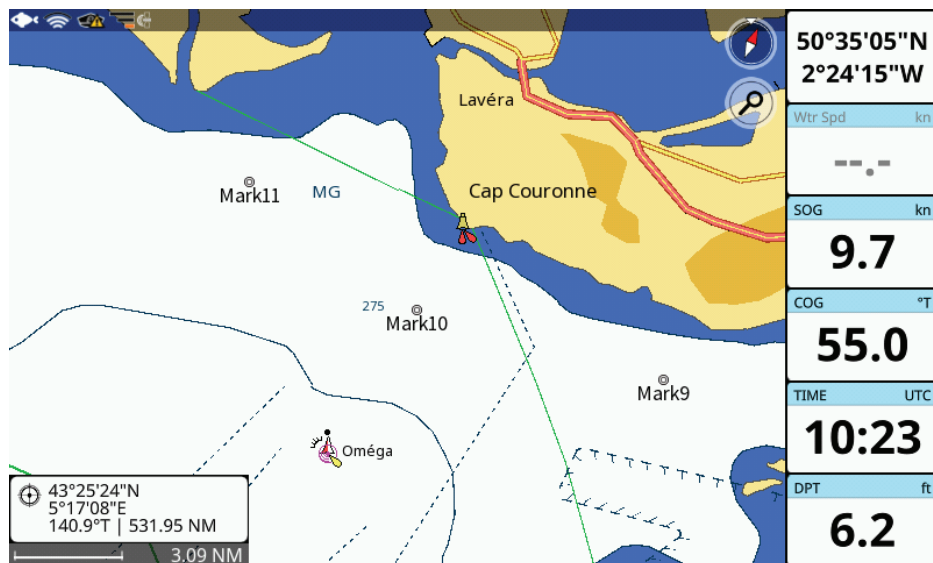 50°35'05"N
2°24'15"W
Wtr Spd kn
--.-
SOG kn
9.7
COG °T
55.0
TIME UTC
10:23
DPT ft
6.2
Lavéra
Mark11
MG
Cap Couronne
275
Mark10
Mark9
Oméga
43°25'24"N
5°17'08"E
140.9°T | 531.95 NM
3.09 NM